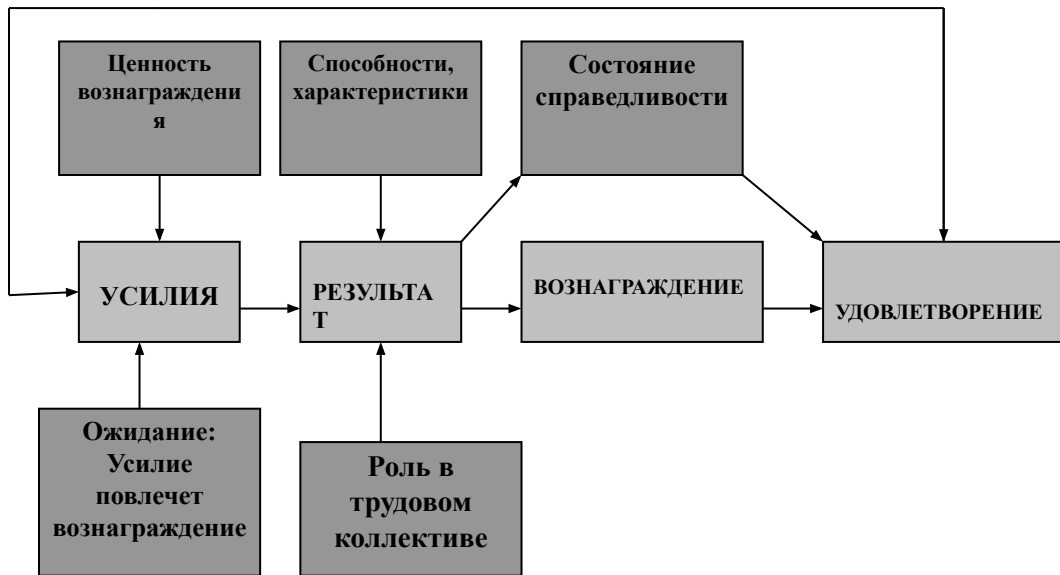 Ценность
вознаграждени
я
Способности,
характеристики
Состояние
справедливости
УСИЛИЯ
РЕЗУЛЬТА
Т
ВОЗНАГРАЖДЕНИЕ
УДОВЛЕТВОРЕНИЕ
Ожидание:
Усилие
повлечет
вознаграждение
Роль в
трудовом
коллективе